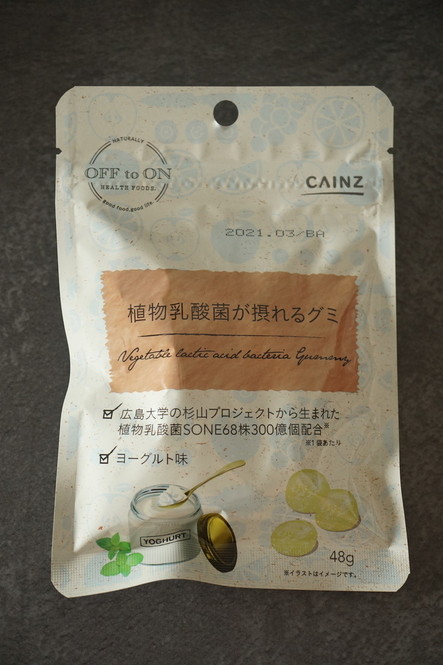 NATURALLY
OFF to ON
HEALTH FOODS
good food, good life.
CAINZ
2021.03/BA
植物乳酸菌が摂れるグミ
Vegetable lactic acid bacteria Gummmy
広島大学の杉山プロジェクトから生まれた
植物乳酸菌SONE68株300億個配合※
※1袋あたり
ヨーグルト味
YOGHURT
48g
※イラストはイメージです。